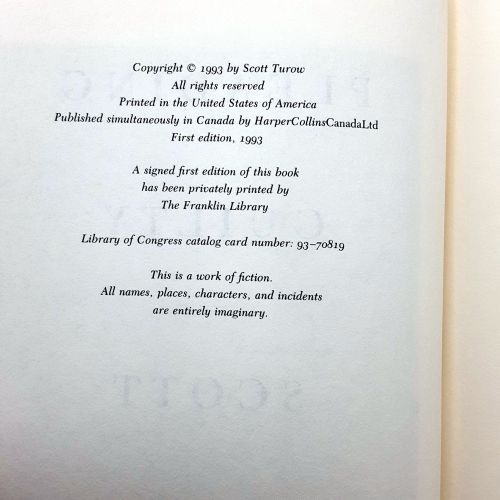 Copyright © 1993 by Scott Turow
All rights reserved
Printed in the United States of America
Published simultaneously in Canada by HarperCollinsCanadaLtd
First edition, 1993
A signed first edition of this book
has been privately printed by
The Franklin Library
Library of Congress catalog card number: 93–70819
This is a work of fiction.
All names, places, characters, and incidents
are entirely imaginary.